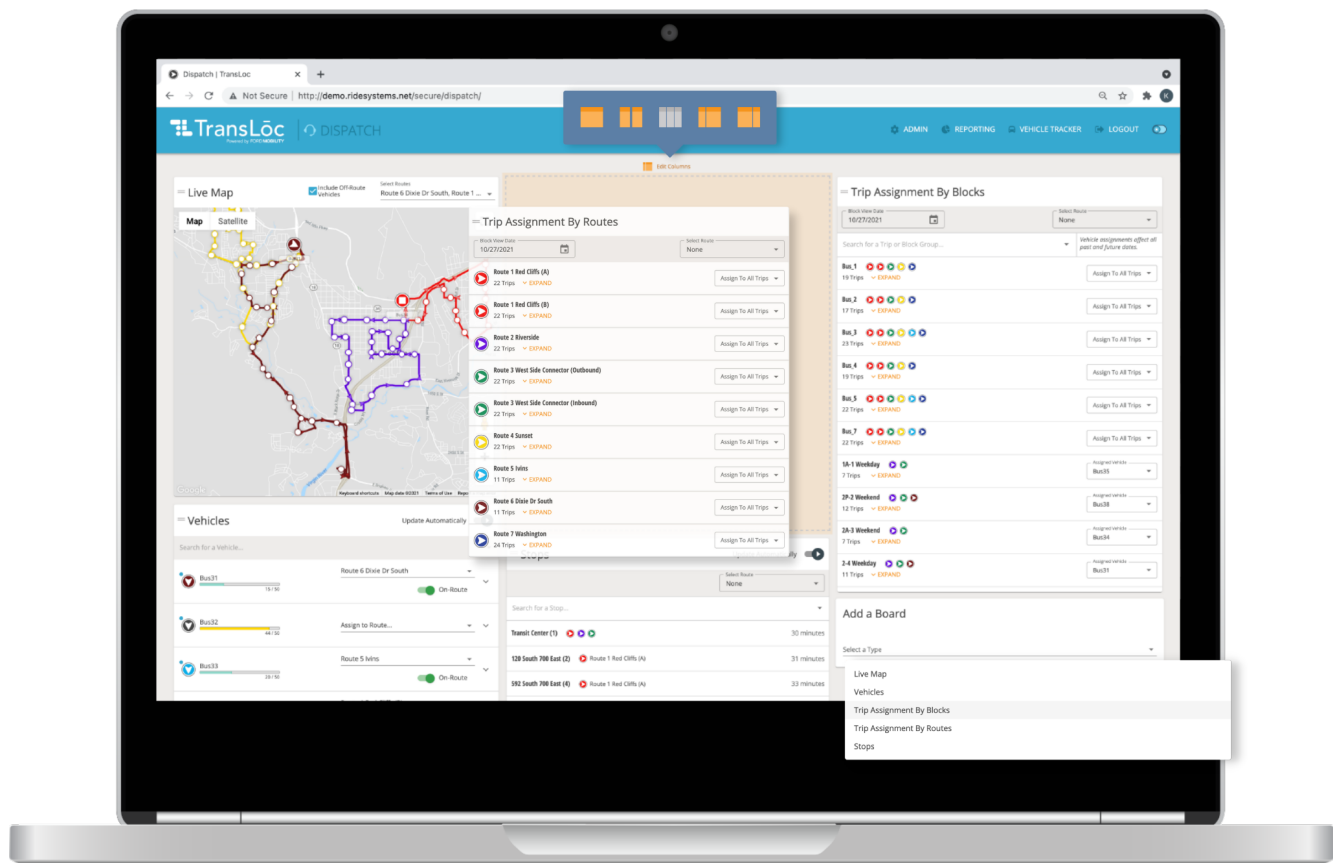 Dispatch | TransLoc
Not Secure | http://demo.ridesystems.net/secure/dispatch/
K
TransLōc
Powered by FORD MOBILITY
DISPATCH
ADMIN
REPORTING
VEHICLE TRACKER
LOGOUT
Edit Columns
Live Map
Include Off-Route
Vehicles
Select Routes
Route 6 Dixie Dr South, Route 1 ...
Map
Satellite
Keyboard shortcuts
Map data ©2021
Terms of Use
Trip Assignment By Routes
Block View Date
10/27/2021
Select Route
None
Route 1 Red Cliffs (A)
22 Trips
EXPAND
Assign To All Trips
Route 1 Red Cliffs (B)
22 Trips
EXPAND
Assign To All Trips
Route 2 Riverside
22 Trips
EXPAND
Assign To All Trips
Route 3 West Side Connector (Outbound)
22 Trips
EXPAND
Assign To All Trips
Route 3 West Side Connector (Inbound)
22 Trips
EXPAND
Assign To All Trips
Route 4 Sunset
22 Trips
EXPAND
Assign To All Trips
Route 5 Ivins
11 Trips
EXPAND
Assign To All Trips
Route 6 Dixie Dr South
11 Trips
EXPAND
Assign To All Trips
Route 7 Washington
24 Trips
EXPAND
Assign To All Trips
Trip Assignment By Blocks
Block View Date
10/27/2021
Select Route
None
Search for a Trip or Block Group...
Vehicle assignments affect all
past and future dates.
Bus_1
19 Trips
EXPAND
Assign To All Trips
Bus_2
17 Trips
EXPAND
Assign To All Trips
Bus_3
23 Trips
EXPAND
Assign To All Trips
Bus_4
19 Trips
EXPAND
Assign To All Trips
Bus_5
22 Trips
EXPAND
Assign To All Trips
Bus_7
22 Trips
EXPAND
Assign To All Trips
1A-1 Weekday
7 Trips
EXPAND
Assigned Vehicle
Bus35
2P-2 Weekend
12 Trips
EXPAND
Assigned Vehicle
Bus38
2A-3 Weekend
7 Trips
EXPAND
Assigned Vehicle
Bus34
2-4 Weekday
11 Trips
EXPAND
Assigned Vehicle
Bus31
Vehicles
Update Automatically
Search for a Vehicle...
Bus31
15 / 50
Route 6 Dixie Dr South
On-Route
Bus32
44 / 50
Assign to Route...
Bus33
Route 5 Ivins
On-Route
Stops
Select Route
None
Search for a Stop...
Transit Center (1)
30 minutes
120 South 700 East (2)
Route 1 Red Cliffs (A)
31 minutes
592 South 700 East (4)
Route 1 Red Cliffs (A)
33 minutes
Add a Board
Select a Type
Live Map
Vehicles
Trip Assignment By Blocks
Trip Assignment By Routes
Stops